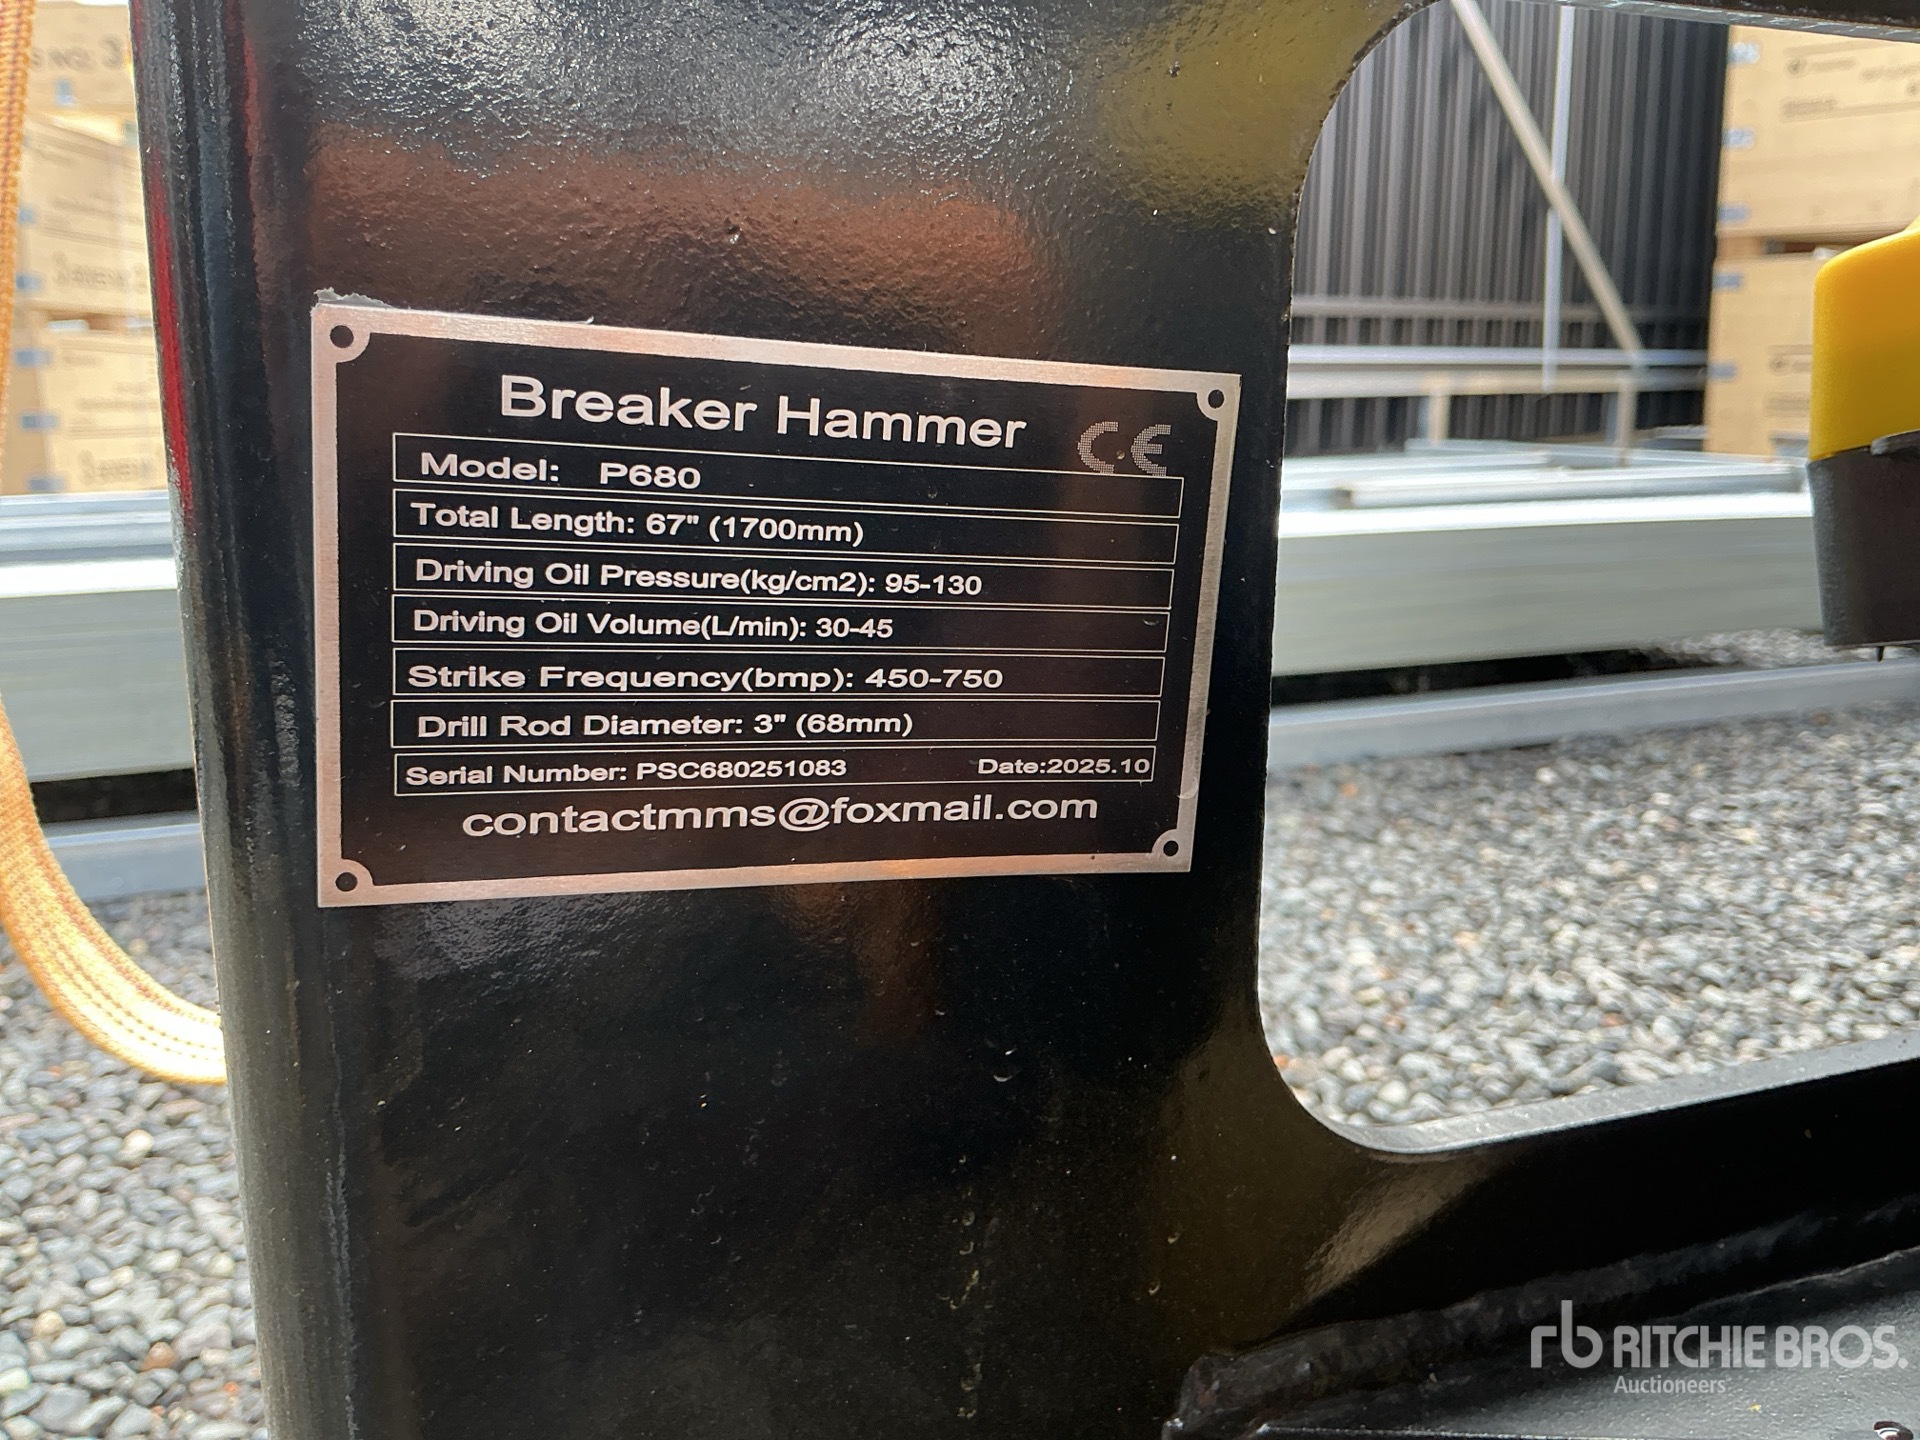 Breaker Hammer
CE
Model: P680
Total Length: 67" (1700mm)
Driving Oil Pressure(kg/cm2): 95-130
Driving Oil Volume(L/min): 30-45
Strike Frequency(bmp): 450-750
Drill Rod Diameter: 3" (68mm)
Serial Number: PSC680251083 Date:2025.10
contactmms@foxmail.com
rb RITCHIE BROS.
Auctioneers